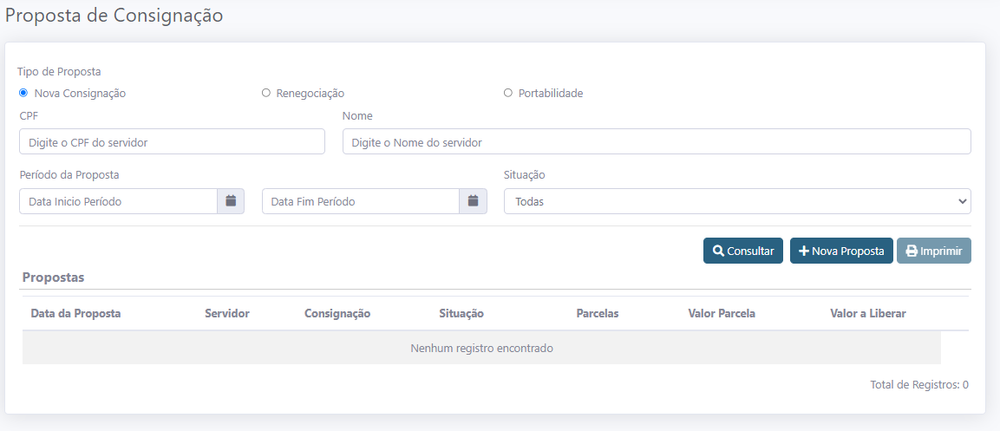 Proposta de Consignação
Tipo de Proposta
Nova Consignação Renegociação Portabilidade
CPF Nome
Digite o CPF do servidor Digite o Nome do servidor
Período da Proposta Situação
Data Inicio Período Data Fim Período Todas
Consultar Nova Proposta Imprimir
Propostas
Data da Proposta Servidor Consignação Situação Parcelas Valor Parcela Valor a Liberar
Nenhum registro encontrado
Total de Registros: 0